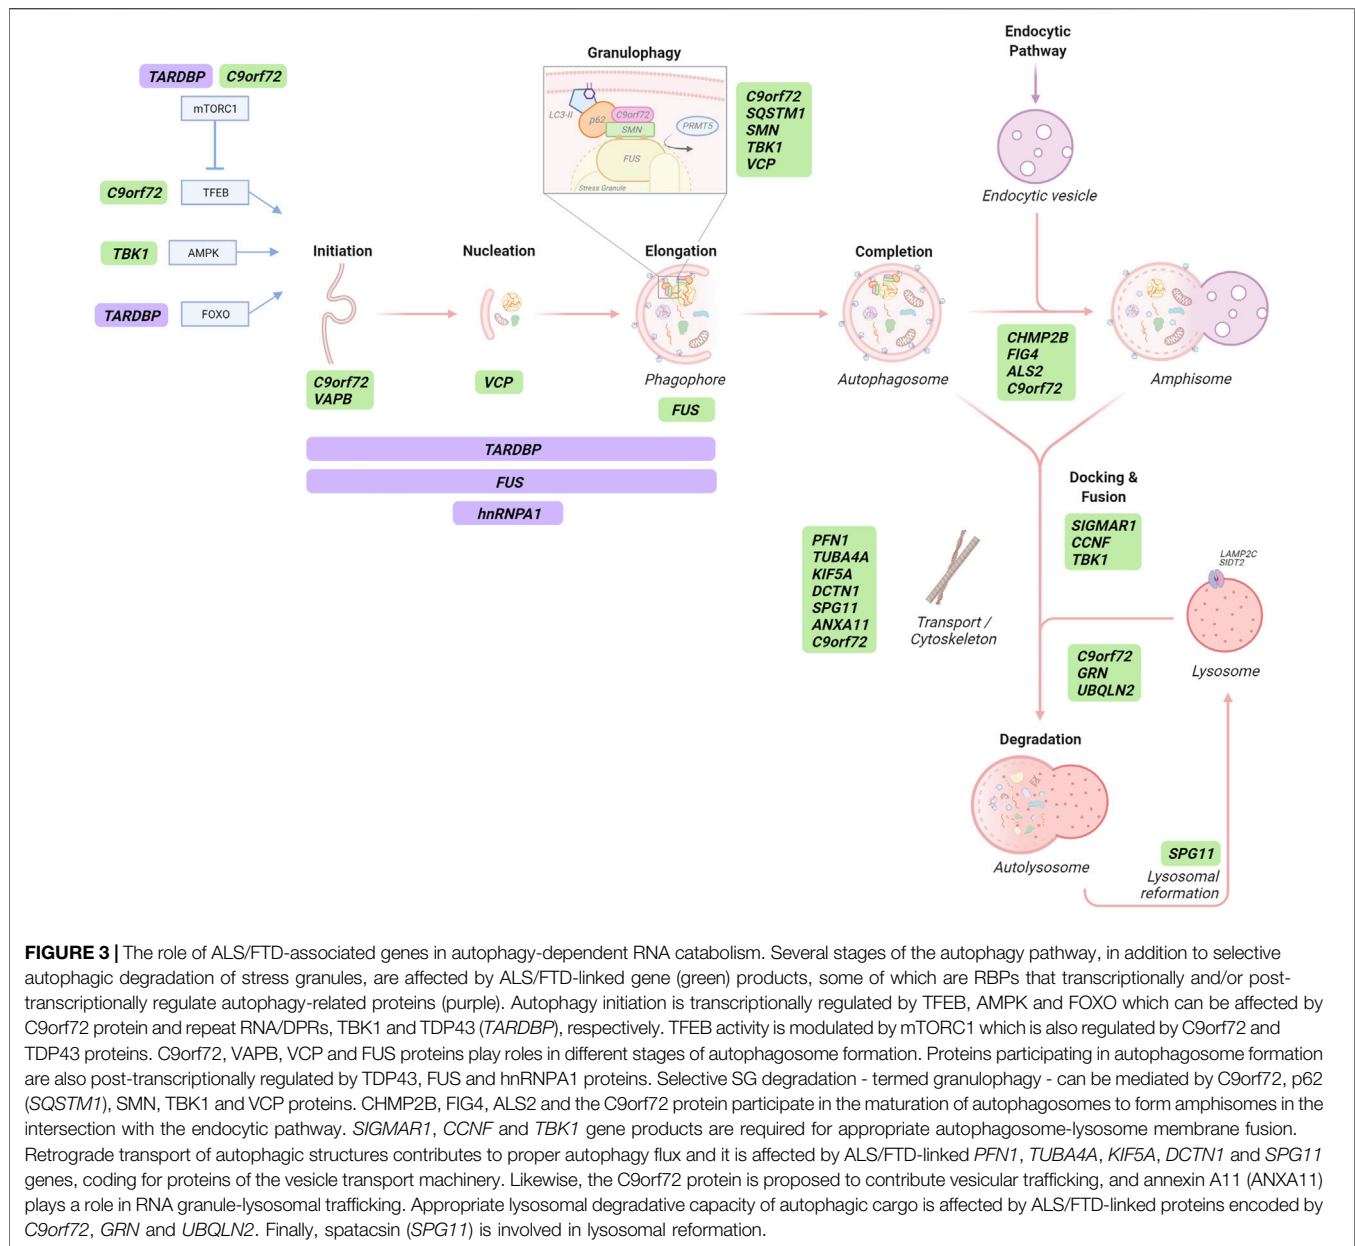 TARDBP
C9orf72
mTORC1
C9orf72
TFEB
TBK1
AMPK
TARDBP
FOXO
Granulophagy
LC3-II
p62
C9orf72
SMN
PRMT5
FUS
Stress Granule
C9orf72
SQSTM1
SMN
TBK1
VCP
Endocytic
Pathway
Endocytic vesicle
Initiation
Nucleation
Elongation
Completion
C9orf72
VAPB
VCP
Phagophore
FUS
Autophagosome
CHMP2B
FIG4
ALS2
C9orf72
Amphisome
TARDBP
FUS
hnRNPA1
Docking &
Fusion
SIGMAR1
CCNF
TBK1
PFN1
TUBA4A
KIF5A
DCTN1
SPG11
ANXA11
C9orf72
Transport /
Cytoskeleton
LAMP2C
SIDT2
Lysosome
C9orf72
GRN
UBQLN2
Degradation
Autolysosome
SPG11
Lysosomal
reformation
FIGURE 3 | The role of ALS/FTD-associated genes in autophagy-dependent RNA catabolism. Several stages of the autophagy pathway, in addition to selective
autophagic degradation of stress granules, are affected by ALS/FTD-linked gene (green) products, some of which are RBPs that transcriptionally and/or post-
transcriptionally regulate autophagy-related proteins (purple). Autophagy initiation is transcriptionally regulated by TFEB, AMPK and FOXO which can be affected by
C9orf72 protein and repeat RNA/DPRs, TBK1 and TDP43 (TARDBP), respectively. TFEB activity is modulated by mTORC1 which is also regulated by C9orf72 and
TDP43 proteins. C9orf72, VAPB, VCP and FUS proteins play roles in different stages of autophagosome formation. Proteins participating in autophagosome formation
are also post-transcriptionally regulated by TDP43, FUS and hnRNPA1 proteins. Selective SG degradation - termed granulophagy - can be mediated by C9orf72, p62
(SQSTM1), SMN, TBK1 and VCP proteins. CHMP2B, FIG4, ALS2 and the C9orf72 protein participate in the maturation of autophagosomes to form amphisomes in the
intersection with the endocytic pathway. SIGMAR1, CCNF and TBK1 gene products are required for appropriate autophagosome-lysosome membrane fusion.
Retrograde transport of autophagic structures contributes to proper autophagy flux and it is affected by ALS/FTD-linked PFN1, TUBA4A, KIF5A, DCTN1 and SPG11
genes, coding for proteins of the vesicle transport machinery. Likewise, the C9orf72 protein is proposed to contribute vesicular trafficking, and annexin A11 (ANXA11)
plays a role in RNA granule-lysosomal trafficking. Appropriate lysosomal degradative capacity of autophagic cargo is affected by ALS/FTD-linked proteins encoded by
C9orf72, GRN and UBQLN2. Finally, spatacsin (SPG11) is involved in lysosomal reformation.